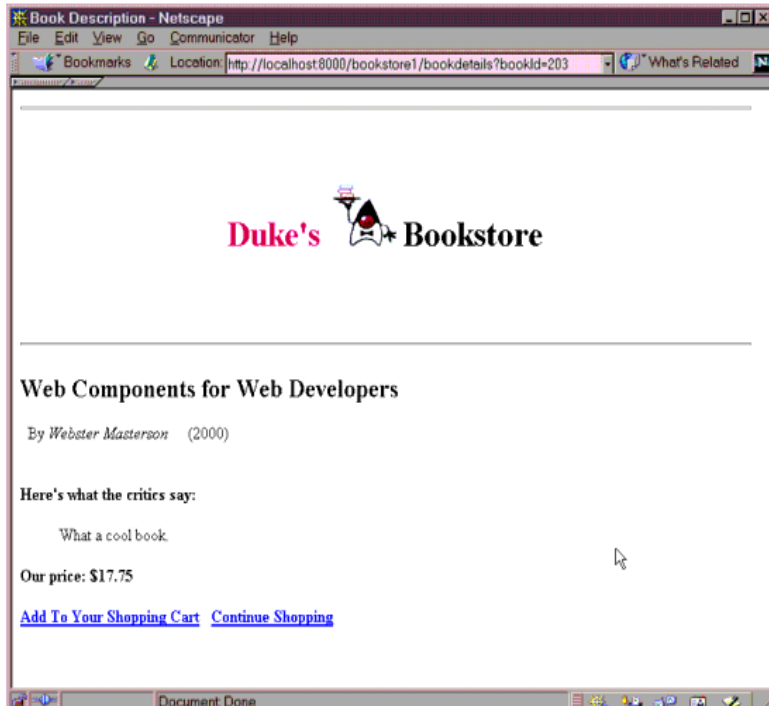 Book Description - Netscape
File Edit View Go Communicator Help
Bookmarks Location: http://localhost:8000/bookstore1/bookdetails?bookId=203 What's Related N
Duke's Bookstore
Web Components for Web Developers
By Webster Masterson (2000)
Here's what the critics say:
What a cool book.
Our price: $17.75
Add To Your Shopping Cart Continue Shopping
Document: Done